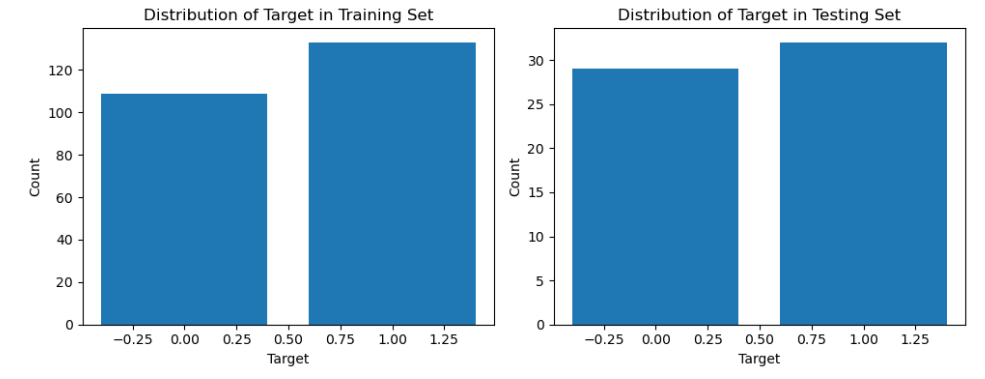 Distribution of Target in Training Set
Count
120
100
80
60
40
20
0
−0.25 0.00 0.25 0.50 0.75 1.00 1.25
Target
Distribution of Target in Testing Set
Count
30
25
20
15
10
5
0
−0.25 0.00 0.25 0.50 0.75 1.00 1.25
Target